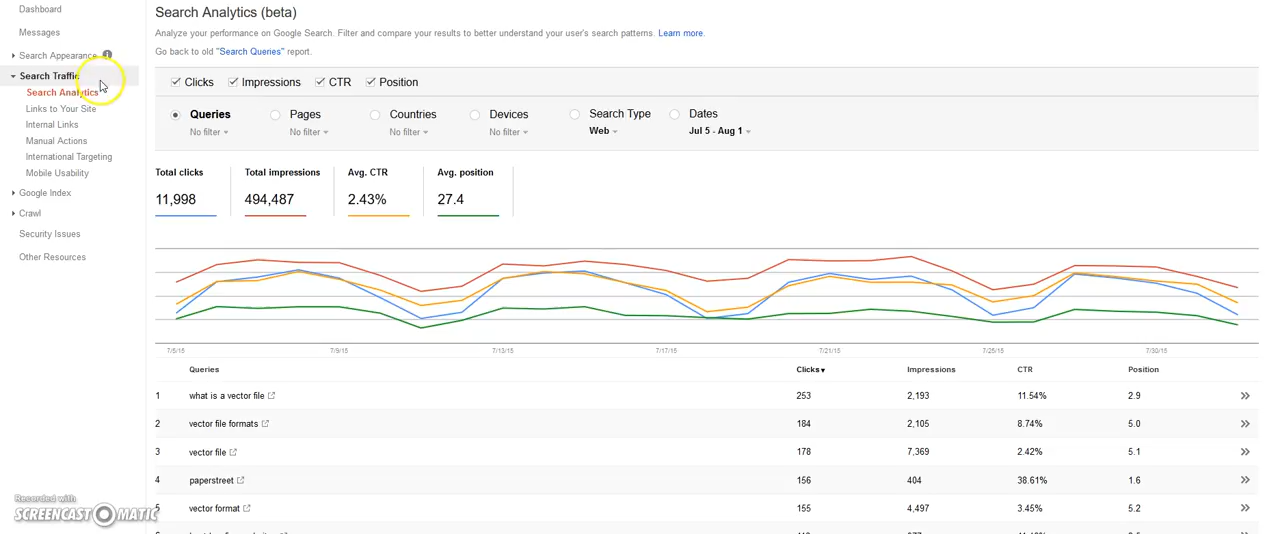 Dashboard
Messages
Search Appearance i
Search Traffic
Search Analytics
Links to Your Site
Internal Links
Manual Actions
International Targeting
Mobile Usability
Google Index
Crawl
Security Issues
Other Resources
Search Analytics (beta)
Analyze your performance on Google Search. Filter and compare your results to better understand your user's search patterns. Learn more.
Go back to old "Search Queries" report.
Clicks Impressions CTR Position
Queries Pages Countries Devices Search Type Dates
No filter No filter No filter No filter Web Jul 5 - Aug 1
Total clicks Total impressions Avg. CTR Avg. position
11,998 494,487 2.43% 27.4
7/5/15 7/9/15 7/13/15 7/17/15 7/21/15 7/25/15 7/30/15
Queries Clicks▼ Impressions CTR Position
1 what is a vector file 253 2,193 11.54% 2.9 »
2 vector file formats 184 2,105 8.74% 5.0 »
3 vector file 178 7,369 2.42% 5.1 »
4 paperstreet 156 404 38.61% 1.6 »
5 vector format 155 4,497 3.45% 5.2 »
Recorded with
SCREENCAST-O-MATIC